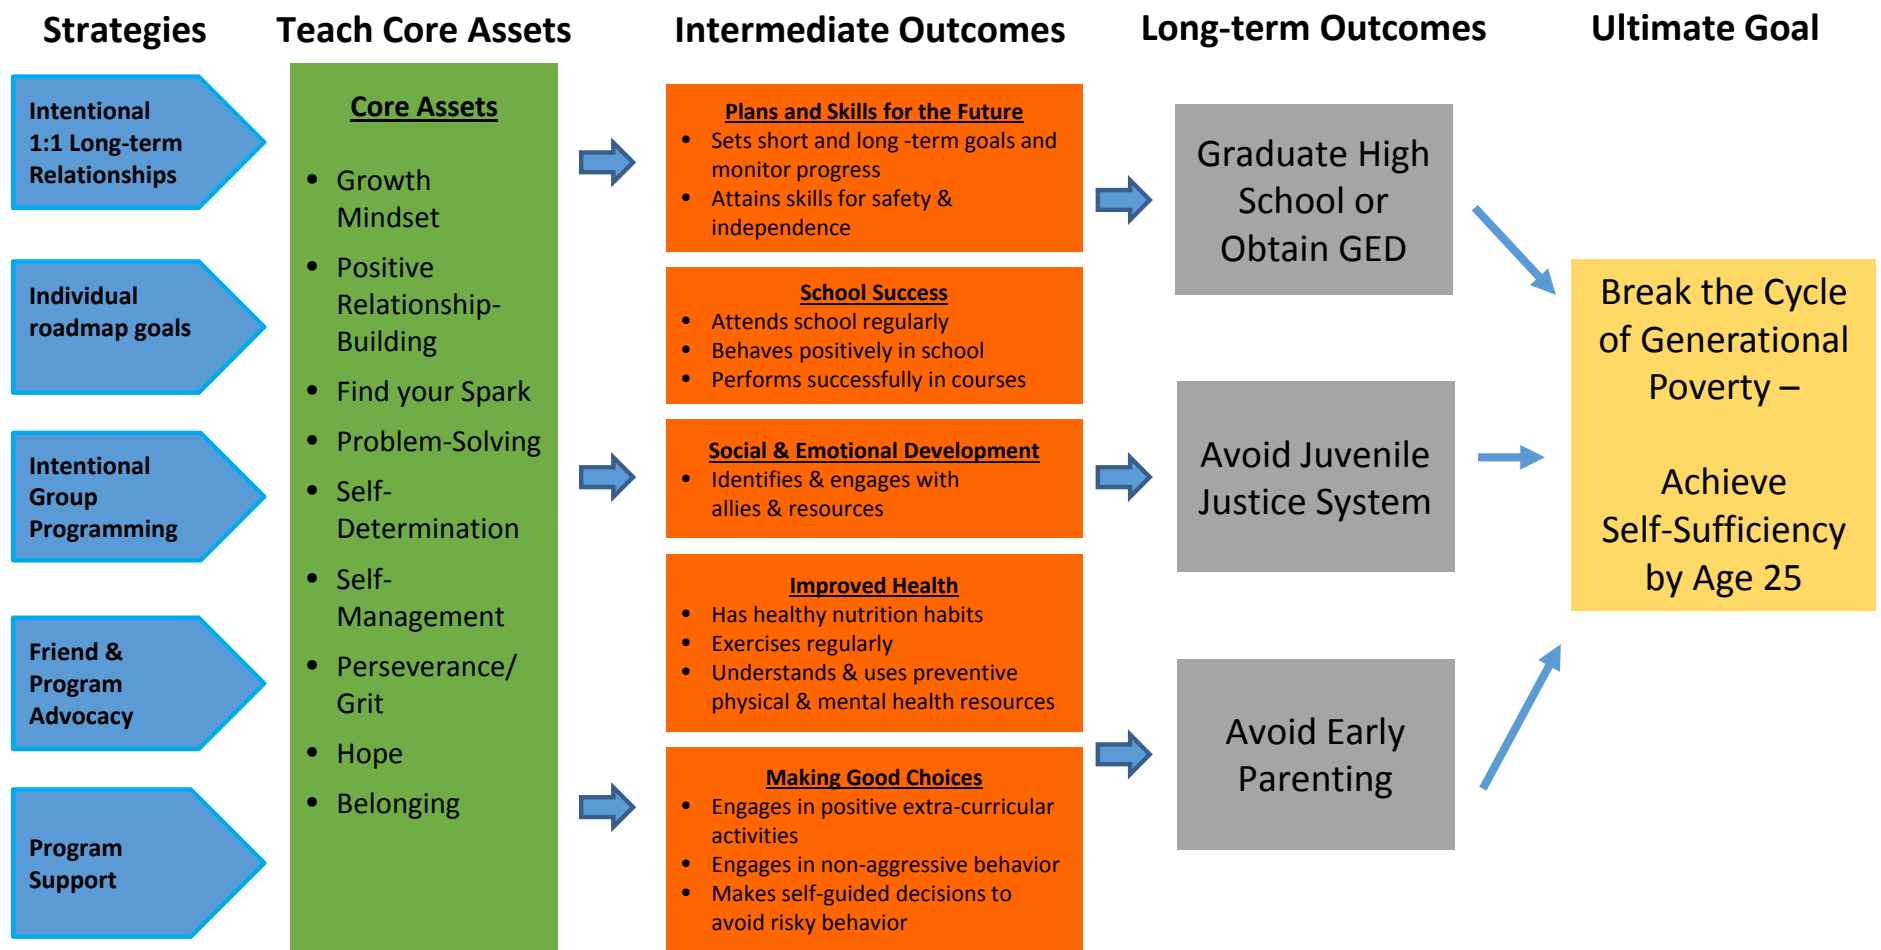 Strategies
Teach Core Assets
Intermediate Outcomes
Long-term Outcomes
Ultimate Goal
Intentional
1:1 Long-term
Relationships
Individual
roadmap goals
Intentional
Group
Programming
Friend &
Program
Advocacy
Program
Support
Core Assets
• Growth
Mindset
• Positive
Relationship-
Building
• Find your Spark
• Problem-Solving
• Self-
Determination
• Self-
Management
• Perseverance/
Grit
• Hope
• Belonging
Plans and Skills for the Future
• Sets short and long -term goals and
monitor progress
• Attains skills for safety &
independence
School Success
• Attends school regularly
• Behaves positively in school
• Performs successfully in courses
Social & Emotional Development
• Identifies & engages with
allies & resources
Improved Health
• Has healthy nutrition habits
• Exercises regularly
• Understands & uses preventive
physical & mental health resources
Making Good Choices
• Engages in positive extra-curricular
activities
• Engages in non-aggressive behavior
• Makes self-guided decisions to
avoid risky behavior
Graduate High
School or
Obtain GED
Avoid Juvenile
Justice System
Avoid Early
Parenting
Break the Cycle
of Generational
Poverty –
Achieve
Self-Sufficiency
by Age 25